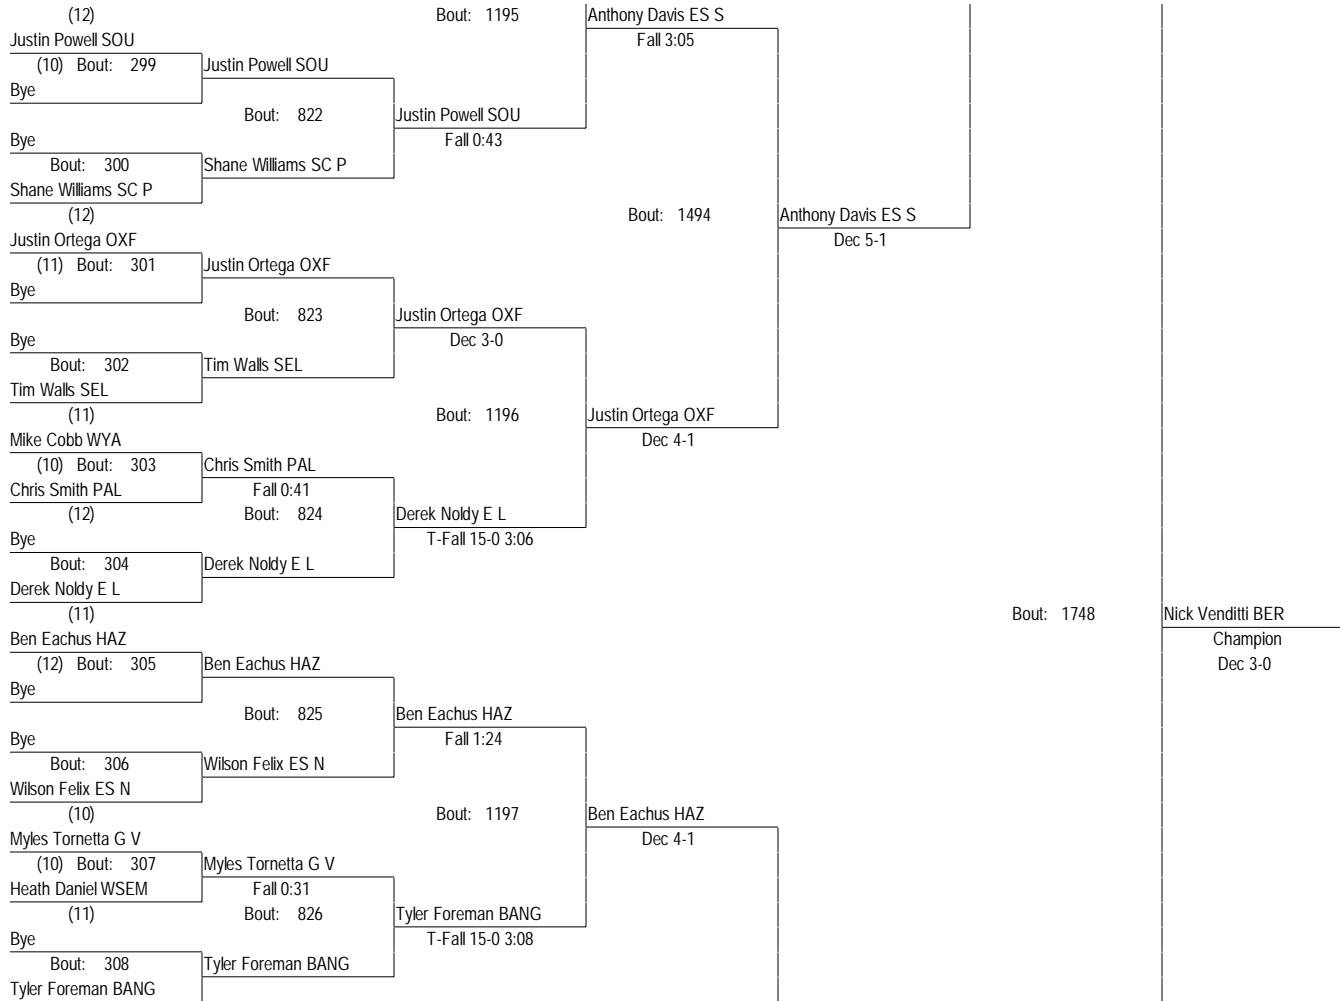 (12) Bout: 1195 Anthony Davis ES S
Justin Powell SOU Fall 3:05
(10) Bout: 299 Justin Powell SOU
Bye
Bout: 822 Justin Powell SOU
Bye Fall 0:43
Bout: 300 Shane Williams SC P
Shane Williams SC P
(12) Bout: 1494 Anthony Davis ES S
Justin Ortega OXF Dec 5-1
(11) Bout: 301 Justin Ortega OXF
Bye
Bout: 823 Justin Ortega OXF
Bye Dec 3-0
Bout: 302 Tim Walls SEL
Tim Walls SEL
(11) Bout: 1196 Justin Ortega OXF
Mike Cobb WYA Dec 4-1
(10) Bout: 303 Chris Smith PAL
Chris Smith PAL Fall 0:41
(12) Bout: 824 Derek Noldy E L
Bye T-Fall 15-0 3:06
Bout: 304 Derek Noldy E L
Derek Noldy E L
(11) Bout: 1748 Nick Venditti BER
Ben Eachus HAZ Champion
(12) Bout: 305 Ben Eachus HAZ Dec 3-0
Bye
Bout: 825 Ben Eachus HAZ
Bye Fall 1:24
Bout: 306 Wilson Felix ES N
Wilson Felix ES N
(10) Bout: 1197 Ben Eachus HAZ
Myles Tornetta G V Dec 4-1
(10) Bout: 307 Myles Tornetta G V
Heath Daniel WSEM Fall 0:31
(11) Bout: 826 Tyler Foreman BANG
Bye T-Fall 15-0 3:08
Bout: 308 Tyler Foreman BANG
Tyler Foreman BANG